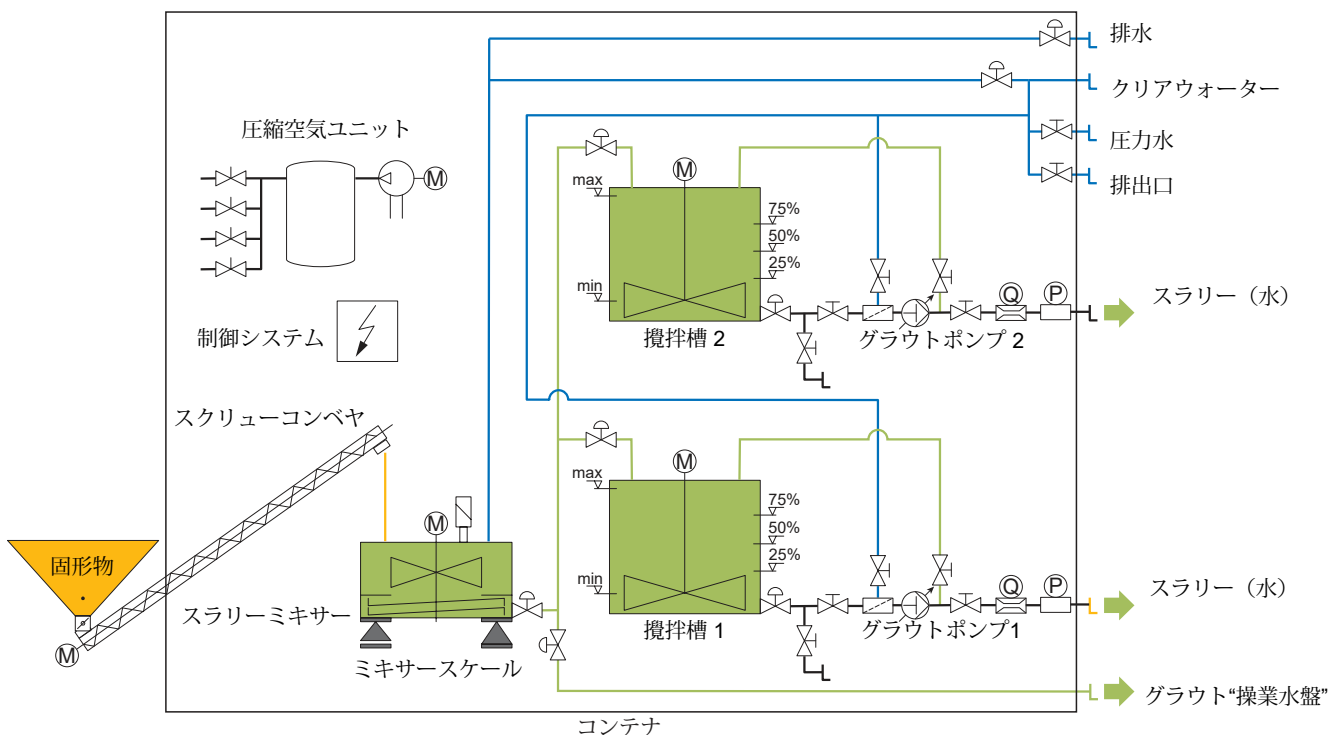 排水
クリアウォーター
圧力水
排出口
圧縮空気ユニット
M
M
max
75%
50%
25%
min
Q
P
スラリー（水）
制御システム
攪拌槽 2
グラウトポンプ 2
スクリューコンベヤ
M
max
75%
50%
25%
min
M
固形物
Q
P
スラリー（水）
スラリーミキサー
攪拌槽 1
グラウトポンプ1
M
ミキサースケール
グラウト“操業水盤”
コンテナ